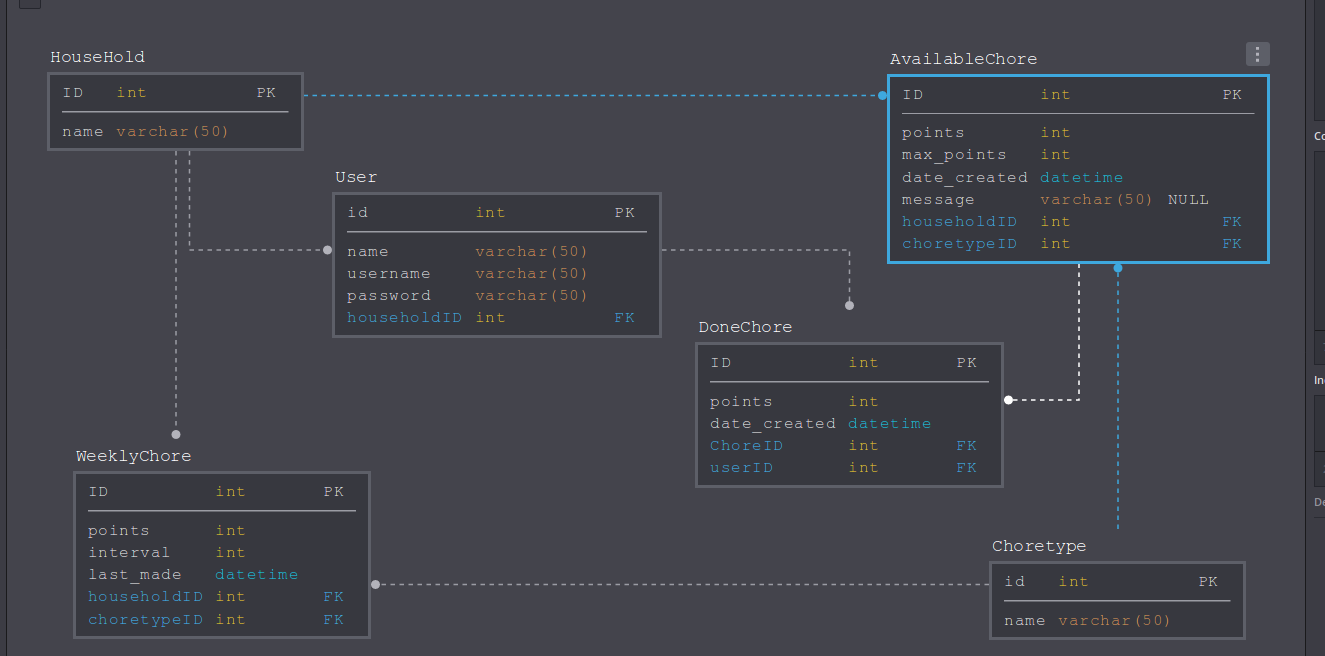 HouseHold
ID int PK
name varchar(50)
AvailableChore
ID int PK
points int
max_points int
date_created datetime
message varchar(50) NULL
householdID int FK
choretypeID int FK
User
id int PK
name varchar(50)
username varchar(50)
password varchar(50)
householdID int FK
DoneChore
ID int PK
points int
date_created datetime
ChoreID int FK
userID int FK
WeeklyChore
ID int PK
points int
interval int
last_made datetime
householdID int FK
choretypeID int FK
Choretype
id int PK
name varchar(50)